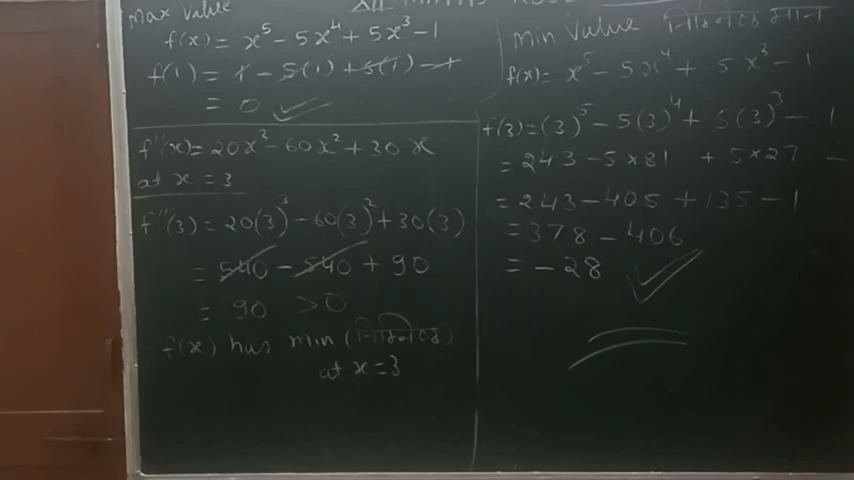 Max value
f(x) = x⁵ - 5x⁴ + 5x³ - 1
f(1) = 1 - 5(1) + 5(1) - 1
= 0
f''(x) = 20x³ - 60x² + 30x
at x = 3
f''(3) = 20(3)³ - 60(3)² + 30(3)
= 540 - 540 + 90
= 90 > 0
f(x) has min (निम्निष्ठ)
at x = 3
XII MATHS
Min Value निम्निष्ठ मान
f(x) = x⁵ - 5x⁴ + 5x³ - 1
f(3) = (3)⁵ - 5(3)⁴ + 5(3)³ - 1
= 243 - 5×81 + 5×27 -
= 243 - 405 + 135 - 1
= 378 - 406
= -28